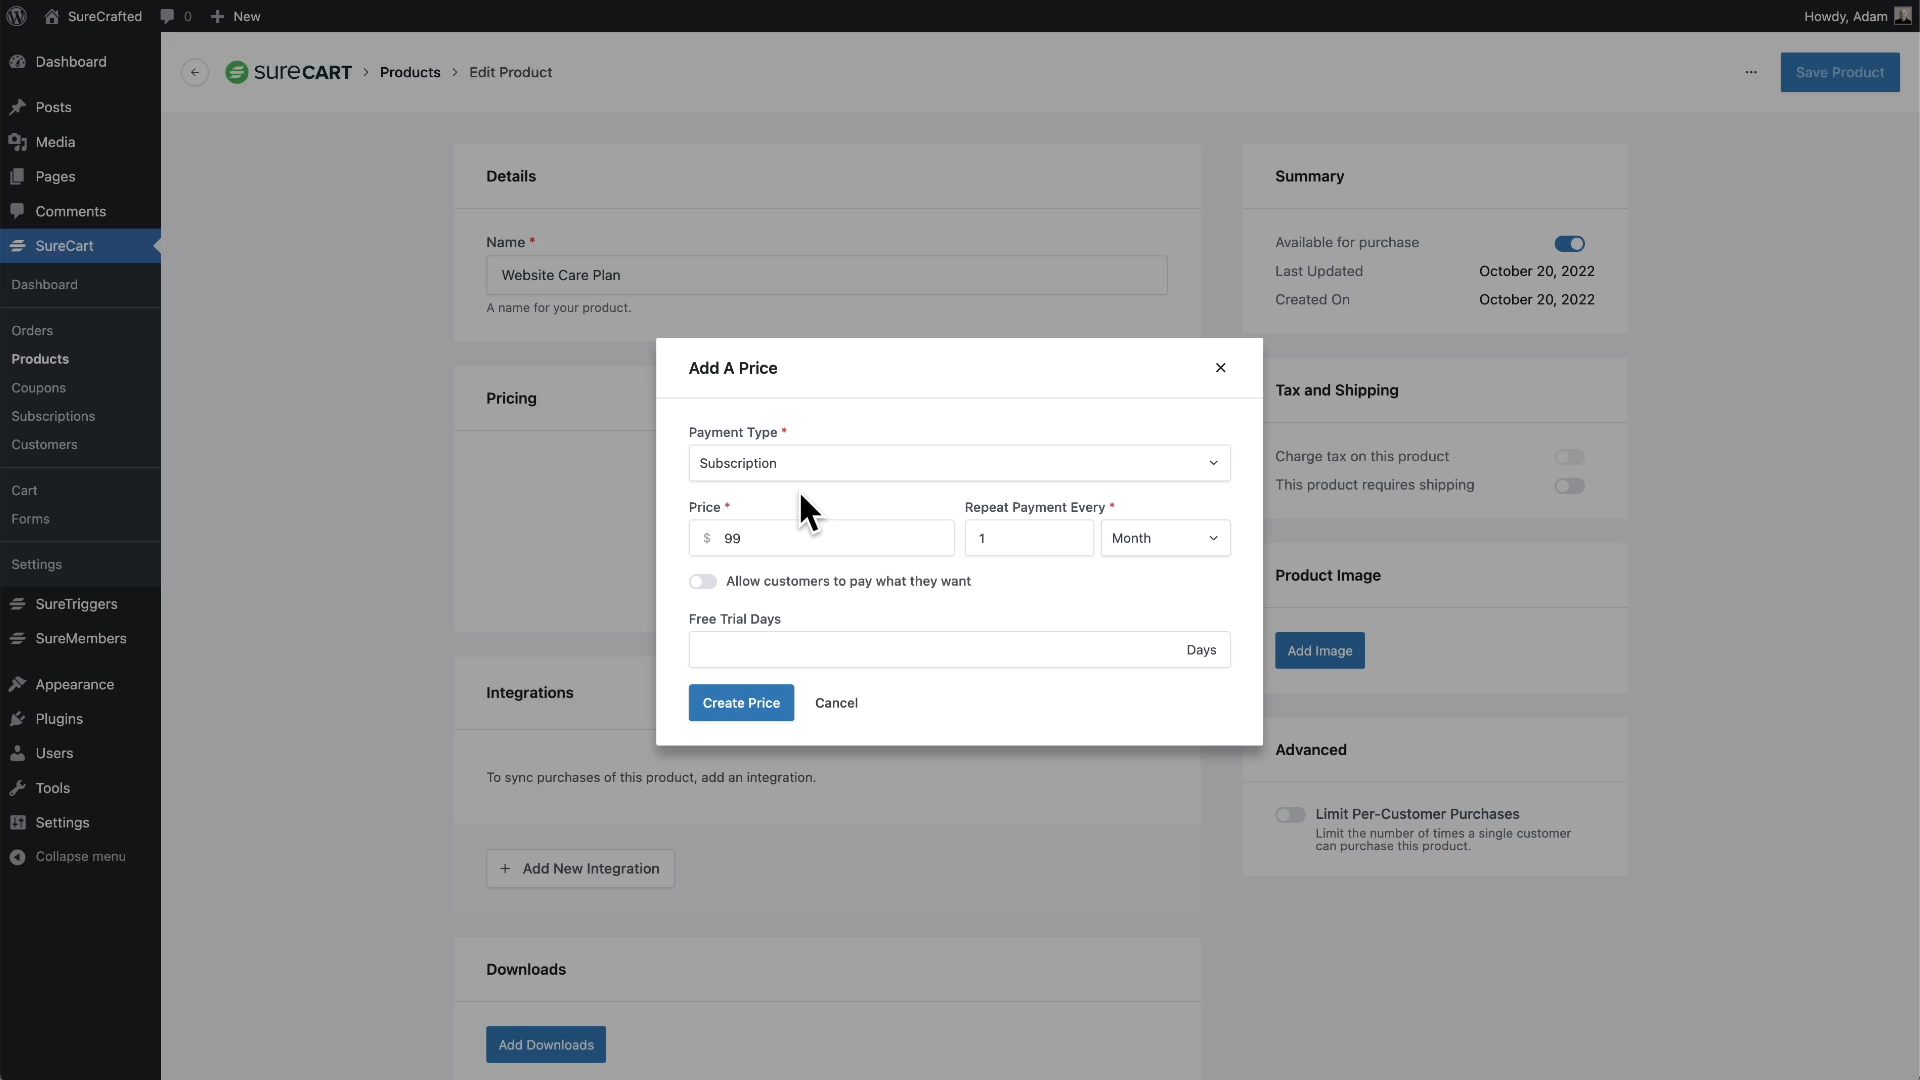 SureCrafted
0
New
Howdy, Adam
Dashboard
Posts
Media
Pages
Comments
SureCart
Dashboard
Orders
Products
Coupons
Subscriptions
Customers
Cart
Forms
Settings
SureTriggers
SureMembers
Appearance
Plugins
Users
Tools
Settings
Collapse menu
SURECART > Products > Edit Product
...
Save Product
Details
Name *
Website Care Plan
A name for your product.
Pricing
Add A Price
Payment Type *
Subscription
Price *
$ 99
Repeat Payment Every *
1
Month
Allow customers to pay what they want
Free Trial Days
Days
Create Price
Cancel
Integrations
To sync purchases of this product, add an integration.
+ Add New Integration
Downloads
Add Downloads
Summary
Available for purchase
Last Updated October 20, 2022
Created On October 20, 2022
Tax and Shipping
Charge tax on this product
This product requires shipping
Product Image
Add Image
Advanced
Limit Per-Customer Purchases
Limit the number of times a single customer
can purchase this product.